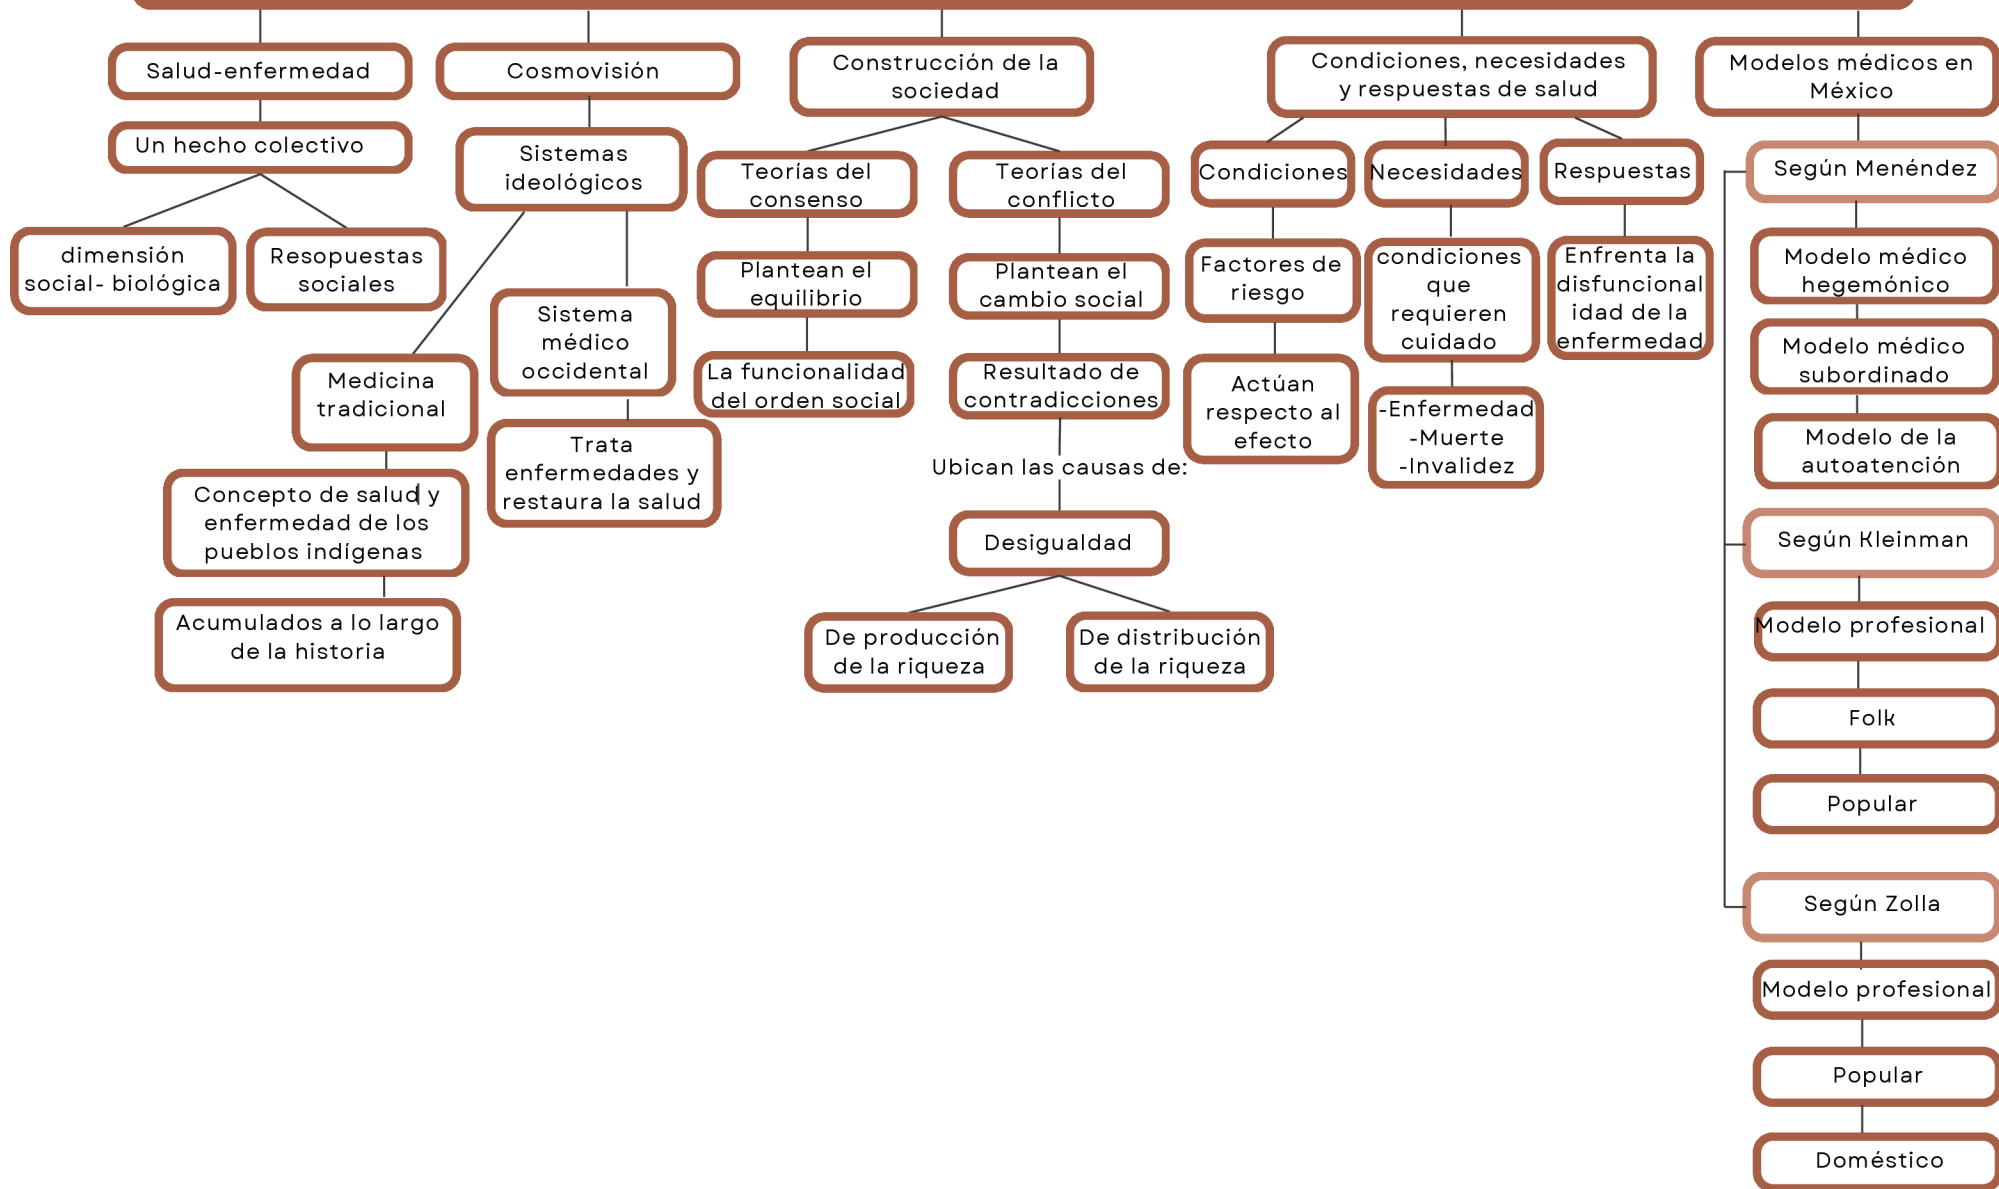 Salud-enfermedad
Un hecho colectivo
dimensión
social- biológica
Resopuestas
sociales
Cosmovisión
Sistemas
ideológicos
Medicina
tradicional
Concepto de salud y
enfermedad de los
pueblos indígenas
Acumulados a lo largo
de la historia
Sistema
médico
occidental
Trata
enfermedades y
restaura la salud
Construcción de la
sociedad
Teorías del
consenso
Plantean el
equilibrio
La funcionalidad
del orden social
Teorías del
conflicto
Plantean el
cambio social
Resultado de
contradicciones
Ubican las causas de:
Desigualdad
De producción
de la riqueza
De distribución
de la riqueza
Condiciones, necesidades
y respuestas de salud
Condiciones
Factores de
riesgo
Actúan
respecto al
efecto
Necesidades
condiciones
que
requieren
cuidado
-Enfermedad
-Muerte
-Invalidez
Respuestas
Enfrenta la
disfuncional
idad de la
enfermedad
Modelos médicos en
México
Según Menéndez
Modelo médico
hegemónico
Modelo médico
subordinado
Modelo de la
autoatención
Según Kleinman
Modelo profesional
Folk
Popular
Según Zolla
Modelo profesional
Popular
Doméstico